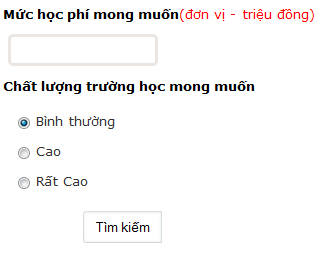 Mức học phí mong muốn(đơn vị - triệu đồng)
Chất lượng trường học mong muốn
Bình thường
Cao
Rất Cao
Tìm kiếm